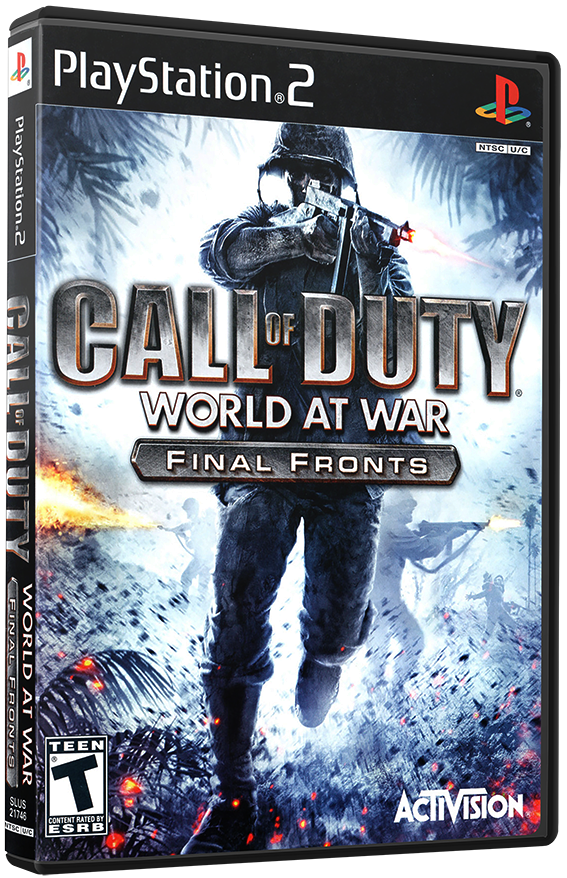 PlayStation®2
NTSC U/C
CALL OF DUTY®
WORLD AT WAR
FINAL FRONTS
TEEN
T
CONTENT RATED BY
ESRB
ACTIVISION®
PlayStation®2
CALL OF DUTY
WORLD AT WAR
FINAL FRONTS
SLUS
21746
NTSC U/C